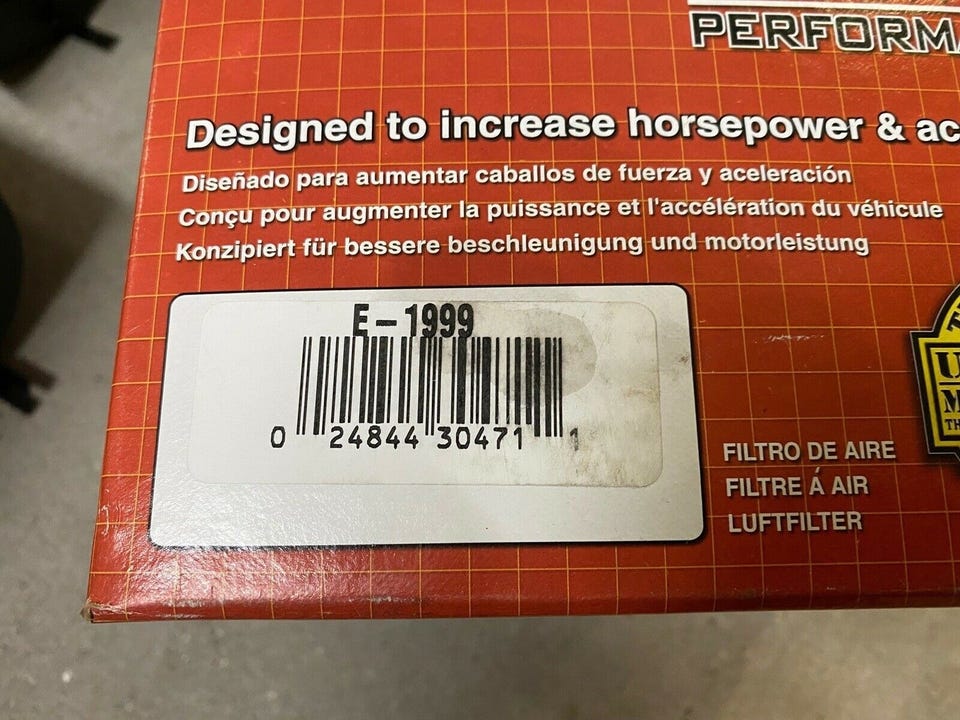 PERFORMA
Designed to increase horsepower & ac
Diseñado para aumentar caballos de fuerza y aceleración
Conçu pour augmenter la puissance et l'accélération du véhicule
Konzipiert für bessere beschleunigung und motorleistung
E-1999
0 24844 30471 1
FILTRO DE AIRE
FILTRE Á AIR
LUFTFILTER